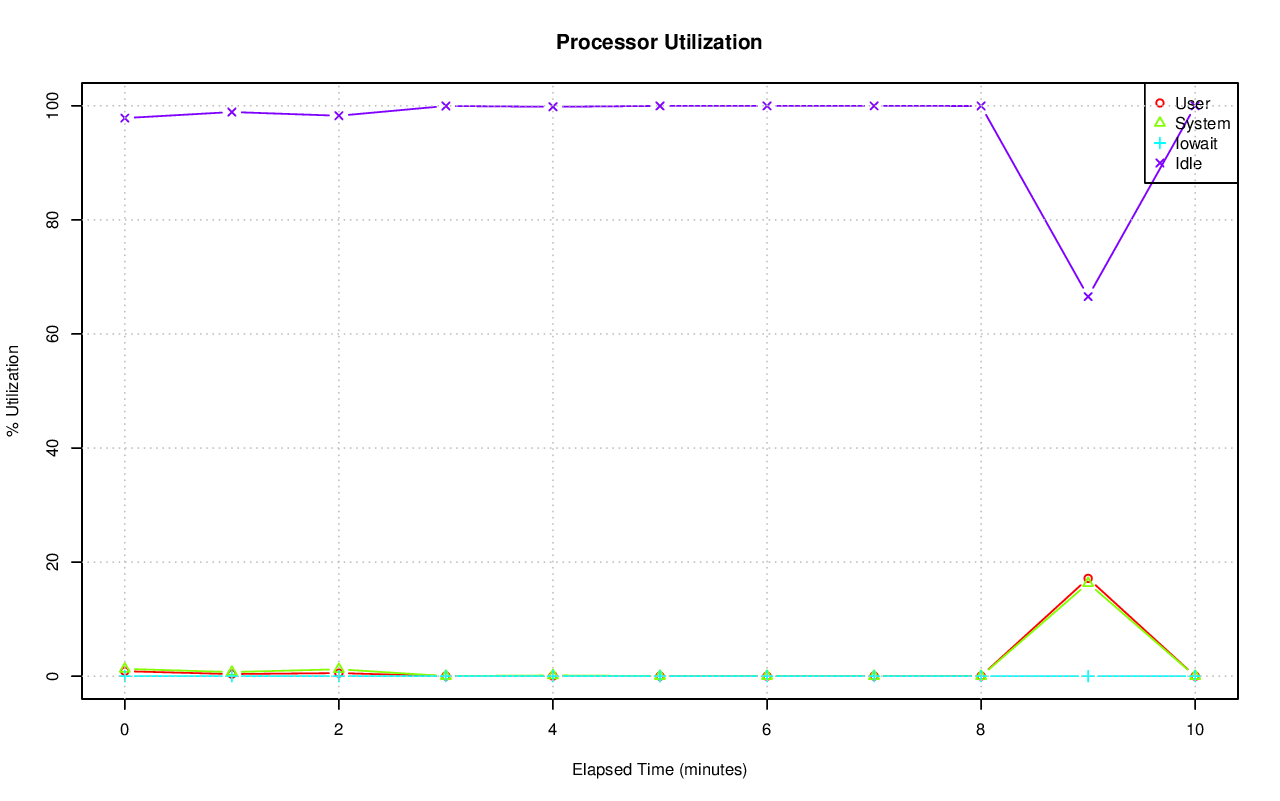 Processor Utilization
% Utilization
100
80
60
40
20
0
User
System
Iowait
Idle
0 2 4 6 8 10
Elapsed Time (minutes)